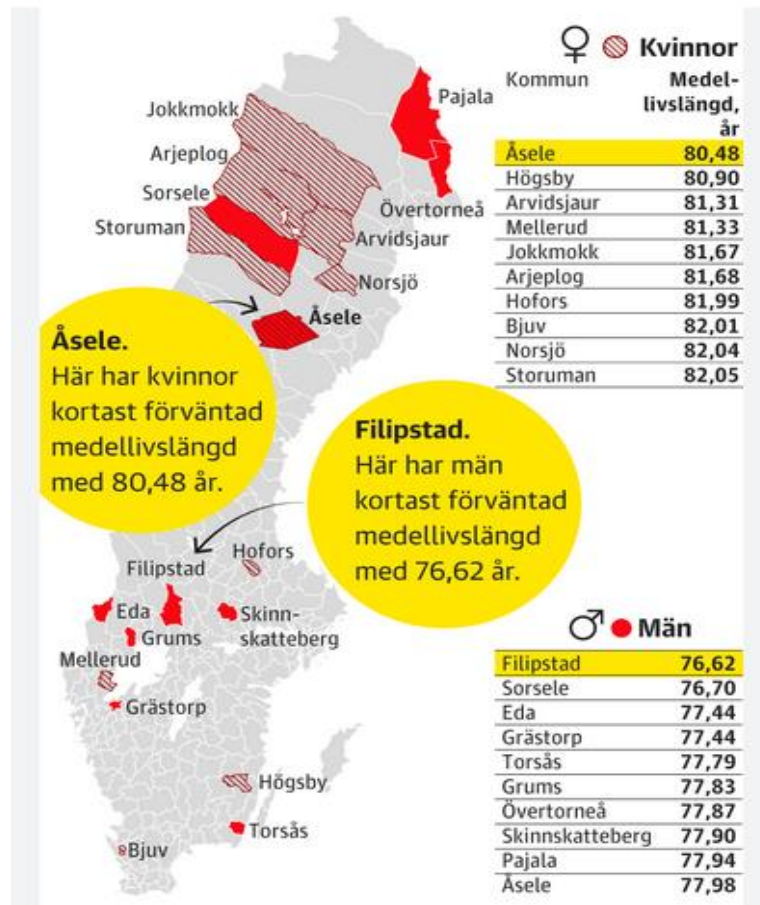 Kvinnor
Kommun Medel-
livslängd,
år
Åsele 80,48
Högsby 80,90
Arvidsjaur 81,31
Mellerud 81,33
Jokkmokk 81,67
Arjeplog 81,68
Hofors 81,99
Bjuv 82,01
Norsjö 82,04
Storuman 82,05
Pajala
Jokkmokk
Arjeplog
Sorsele
Övertorneå
Storuman
Arvidsjaur
Norsjö
Åsele
Åsele.
Här har kvinnor
kortast förväntad
medellivslängd
med 80,48 år.
Filipstad.
Här har män
kortast förväntad
medellivslängd
med 76,62 år.
Hofors
Filipstad
Eda
Skinn-
skatteberg
Grums
Mellerud
Grästorp
Högsby
Torsås
Bjuv
Män
Filipstad 76,62
Sorsele 76,70
Eda 77,44
Grästorp 77,44
Torsås 77,79
Grums 77,83
Övertorneå 77,87
Skinnskatteberg 77,90
Pajala 77,94
Åsele 77,98